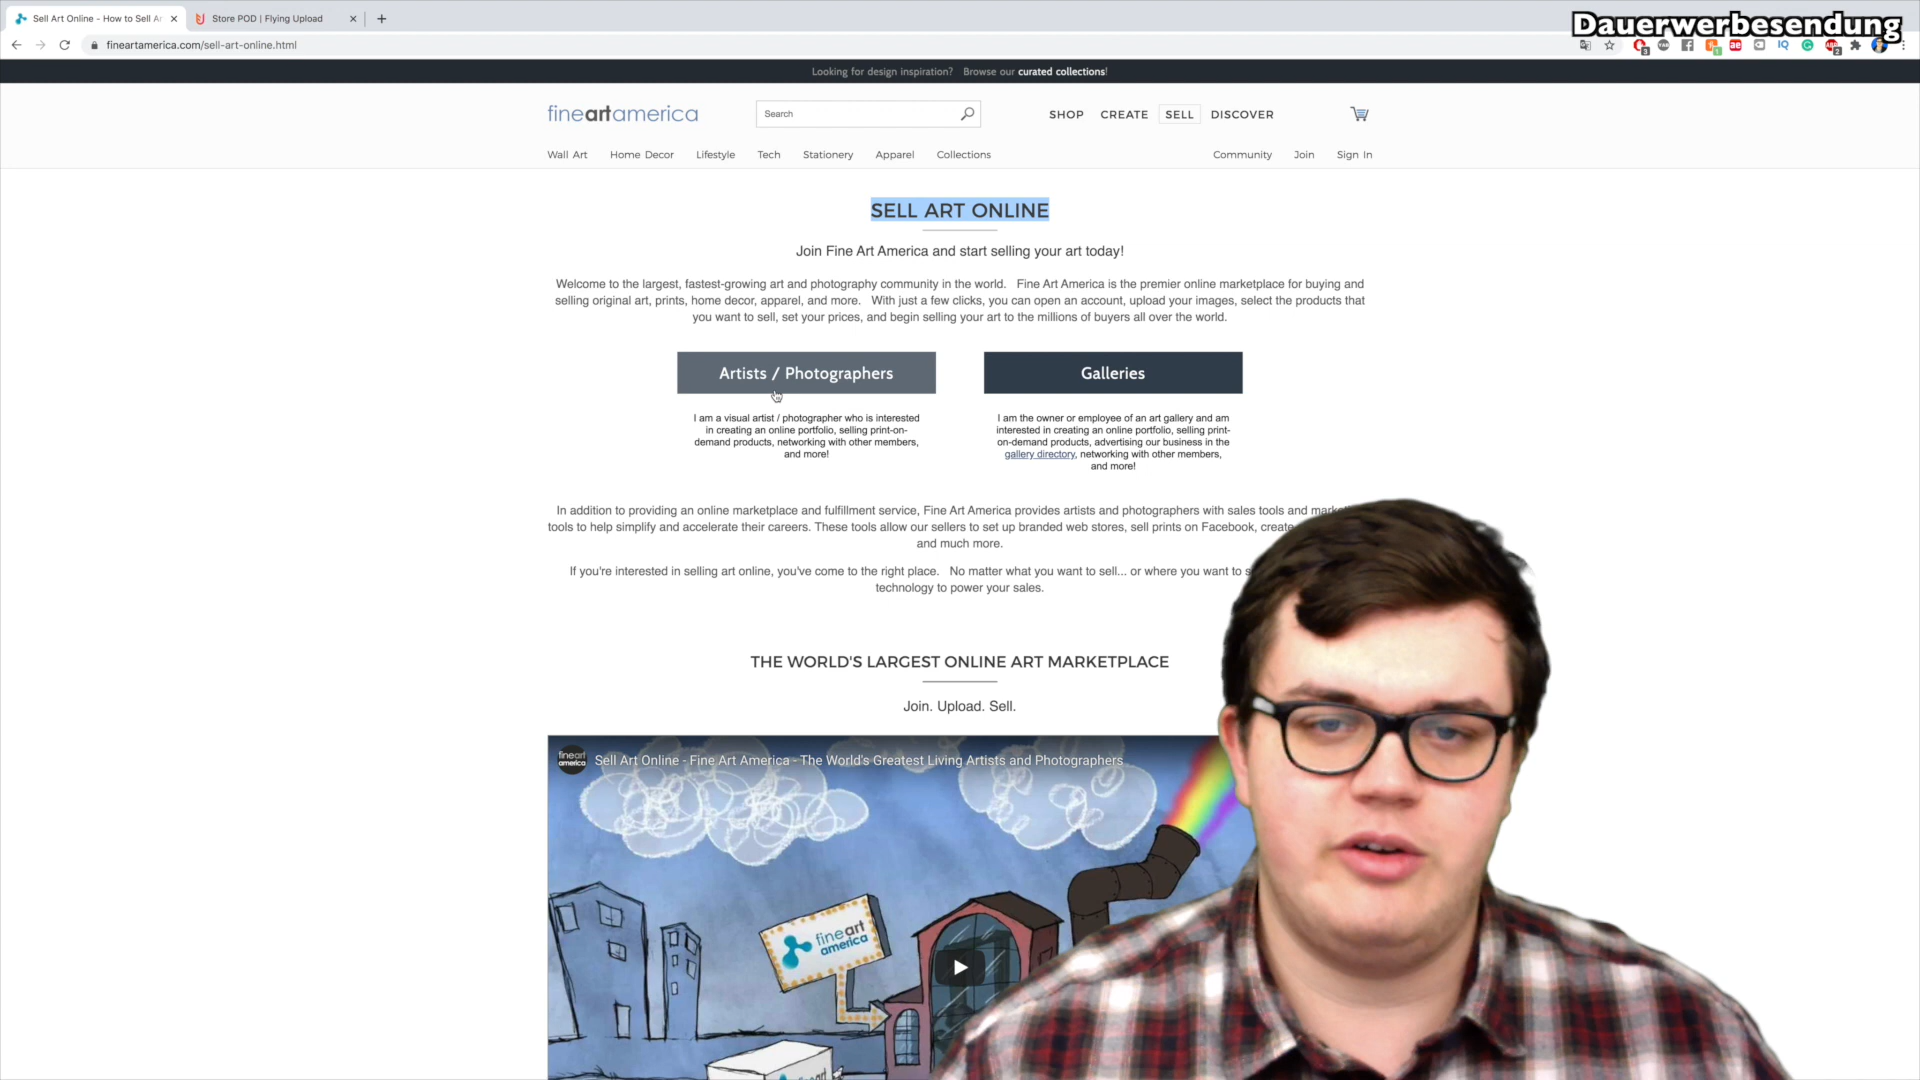 Sell Art Online - How to Sell Ar
Store POD | Flying Upload
Dauerwerbesendung
fineartamerica.com/sell-art-online.html
Looking for design inspiration? Browse our curated collections!
fineartamerica
Search
SHOP CREATE SELL DISCOVER
Wall Art Home Decor Lifestyle Tech Stationery Apparel Collections
Community Join Sign In
SELL ART ONLINE
Join Fine Art America and start selling your art today!
Welcome to the largest, fastest-growing art and photography community in the world. Fine Art America is the premier online marketplace for buying and
selling original art, prints, home decor, apparel, and more. With just a few clicks, you can open an account, upload your images, select the products that
you want to sell, set your prices, and begin selling your art to the millions of buyers all over the world.
Artists / Photographers
I am a visual artist / photographer who is interested
in creating an online portfolio, selling print-on-
demand products, networking with other members,
and more!
Galleries
I am the owner or employee of an art gallery and am
interested in creating an online portfolio, selling print-
on-demand products, advertising our business in the
gallery directory, networking with other members,
and more!
In addition to providing an online marketplace and fulfillment service, Fine Art America provides artists and photographers with sales tools and
tools to help simplify and accelerate their careers. These tools allow our sellers to set up branded web stores, sell prints on Facebook, create
and much more.
If you're interested in selling art online, you've come to the right place. No matter what you want to sell... or where you want to
technology to power your sales.
THE WORLD'S LARGEST ONLINE ART MARKETPLACE
Join. Upload. Sell.
fineart
america
Sell Art Online - Fine Art America - The World's Greatest Living Artists and Photographers
fineart
america